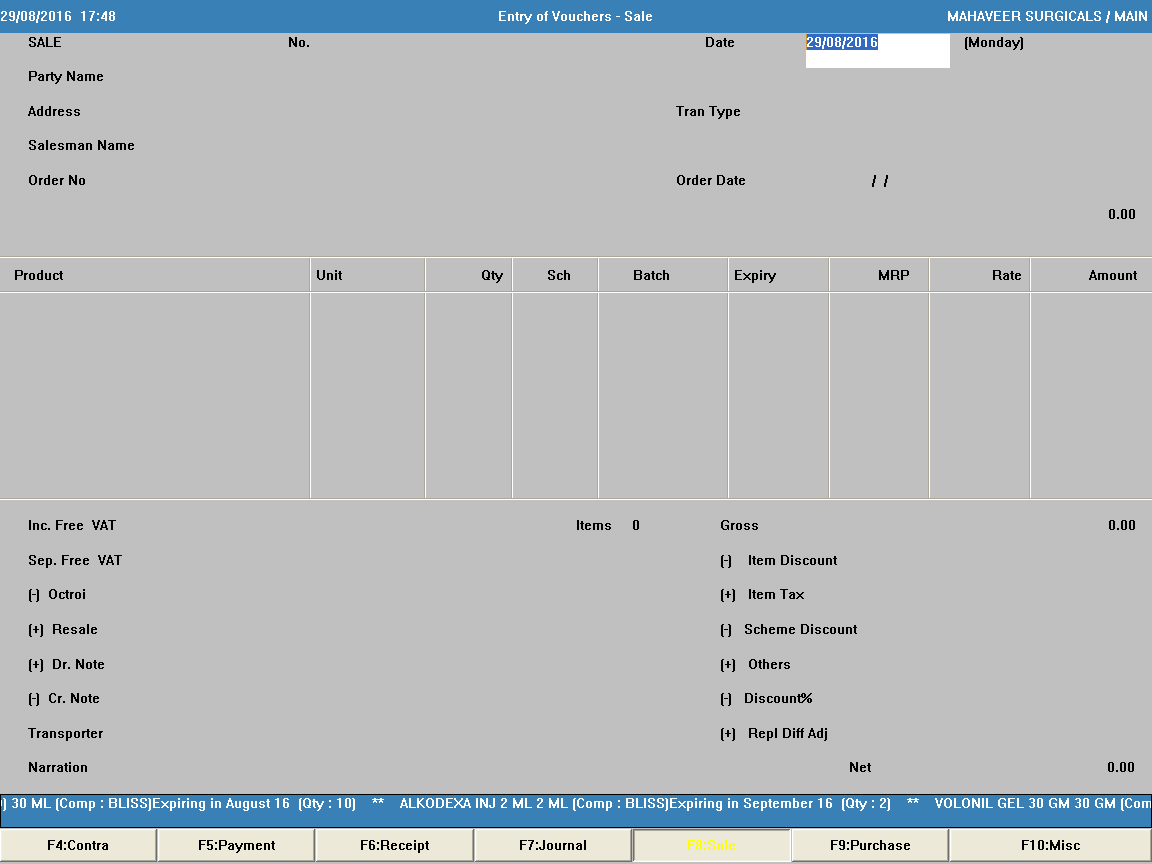 29/08/2016 17:48 Entry of Vouchers - Sale MAHAVEER SURGICALS / MAIN
SALE No. Date 29/08/2016 (Monday)
Party Name
Address Tran Type
Salesman Name
Order No Order Date / /
0.00
Product Unit Qty Sch Batch Expiry MRP Rate Amount
Inc. Free VAT Items 0 Gross 0.00
Sep. Free VAT (-) Item Discount
(-) Octroi (+) Item Tax
(+) Resale (-) Scheme Discount
(+) Dr. Note (+) Others
(-) Cr. Note (-) Discount%
Transporter (+) Repl Diff Adj
Narration Net 0.00
) 30 ML (Comp : BLISS)Expiring in August 16 (Qty : 10) ** ALKODEXA INJ 2 ML 2 ML (Comp : BLISS)Expiring in September 16 (Qty : 2) ** VOLONIL GEL 30 GM 30 GM (Com
F4:Contra F5:Payment F6:Receipt F7:Journal F8:Sale F9:Purchase F10:Misc